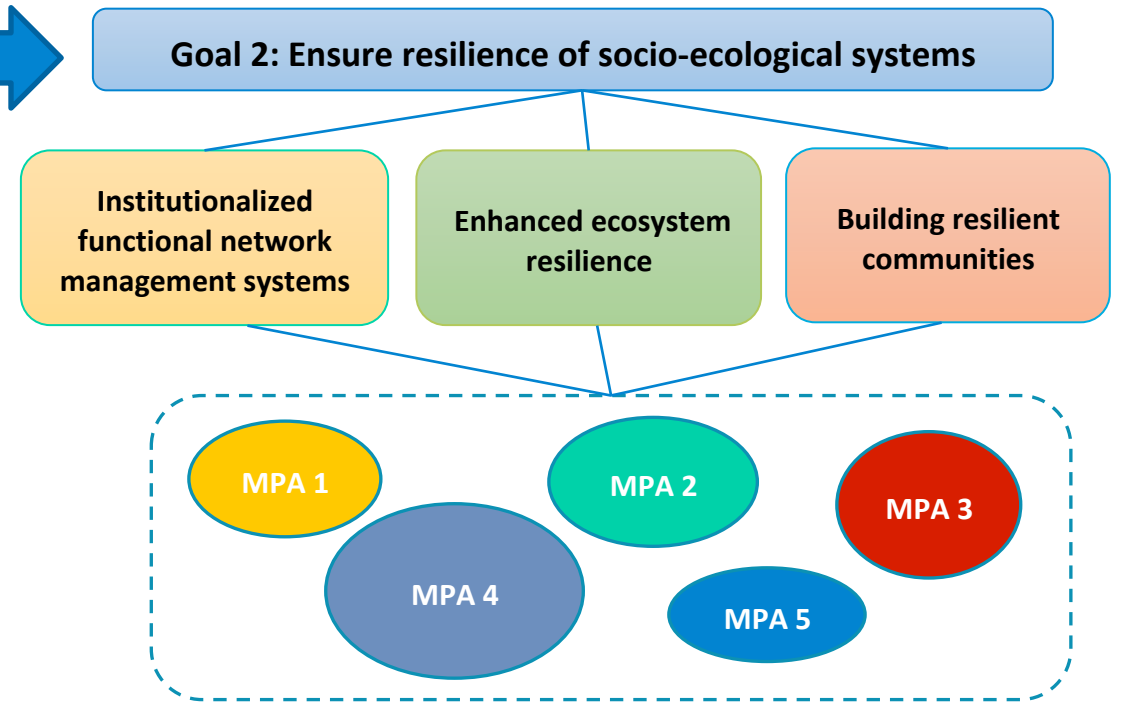 Goal 2: Ensure resilience of socio-ecological systems
Institutionalized
functional network
management systems
Enhanced ecosystem
resilience
Building resilient
communities
MPA 1
MPA 2
MPA 3
MPA 4
MPA 5